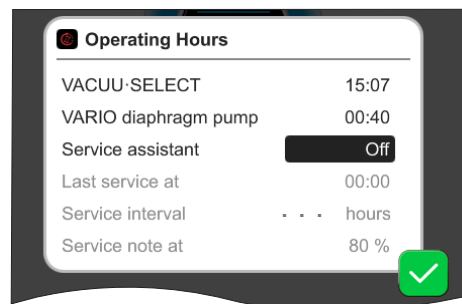 Operating Hours
VACUU·SELECT 15:07
VARIO diaphragm pump 00:40
Service assistant Off
Last service at 00:00
Service interval - - - hours
Service note at 80 %